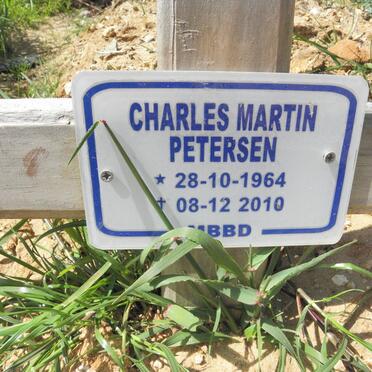 CHARLES MARTIN
PETERSEN
★ 28-10-1964
✝ 08-12 2010
MBBD